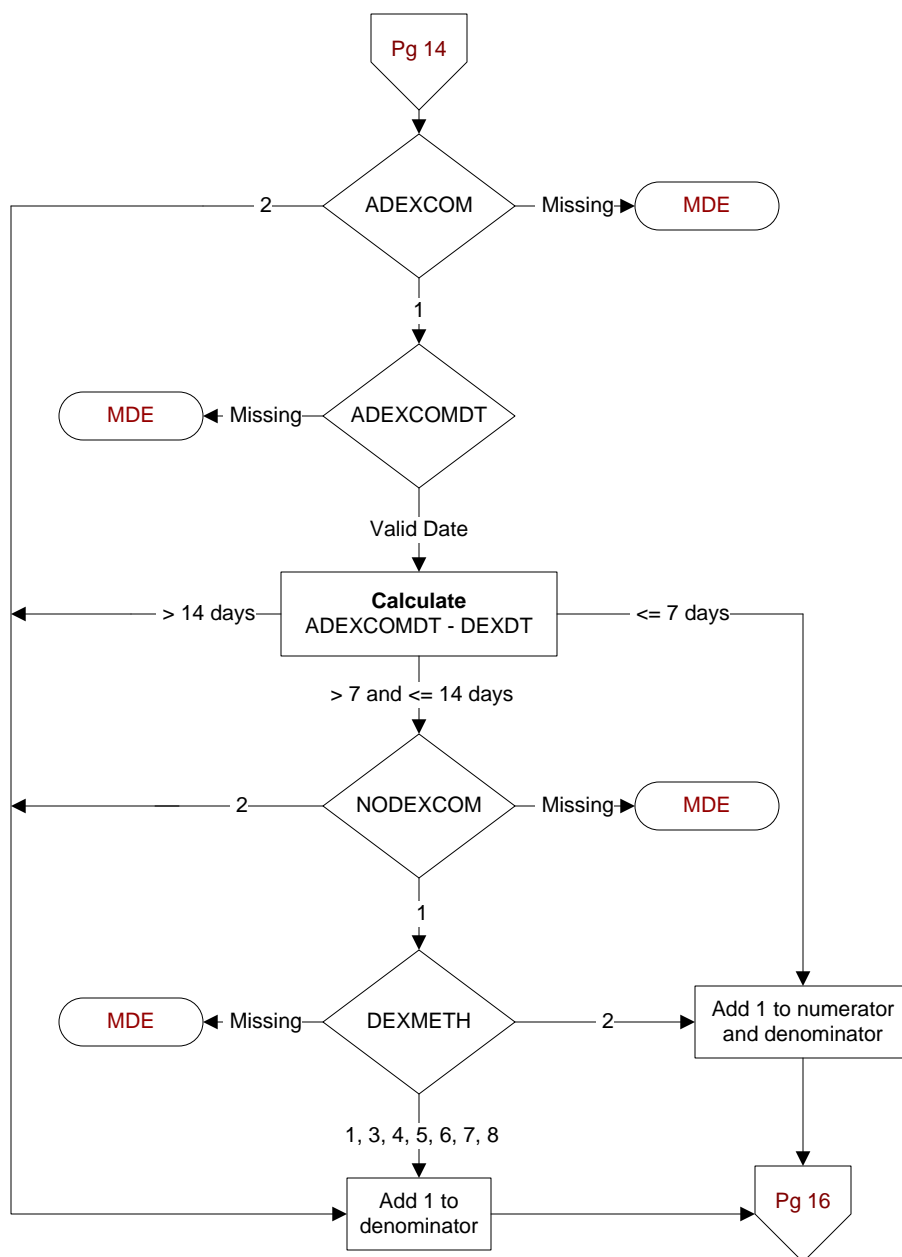 Pg 14
2
ADEXCOM
Missing
MDE
1
MDE
Missing
ADEXCOMDT
Valid Date
> 14 days
Calculate
ADEXCOMDT - DEXDT
<= 7 days
> 7 and <= 14 days
2
NODEXCOM
Missing
MDE
1
MDE
Missing
DEXMETH
2
Add 1 to numerator
and denominator
1, 3, 4, 5, 6, 7, 8
Add 1 to
denominator
Pg 16